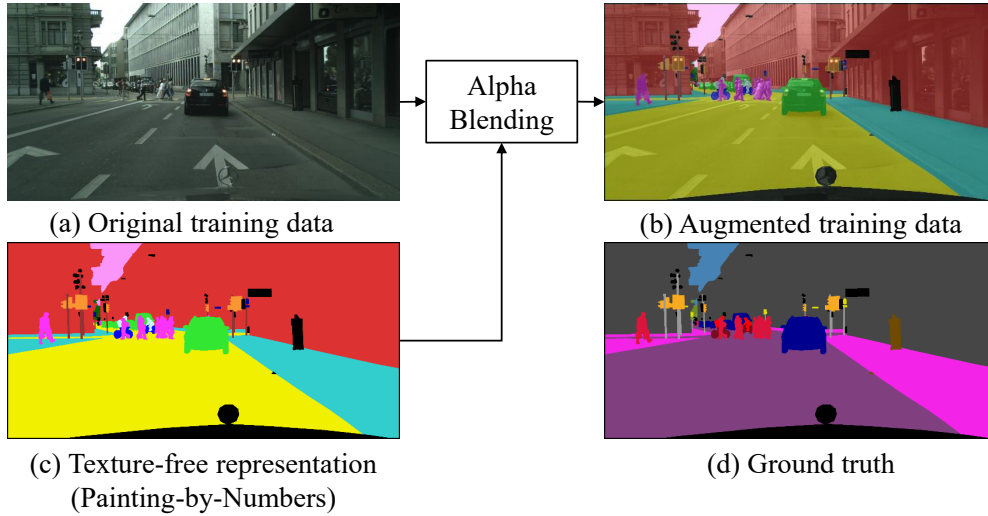 Alpha
Blending
(a) Original training data
(b) Augmented training data
(c) Texture-free representation
(Painting-by-Numbers)
(d) Ground truth